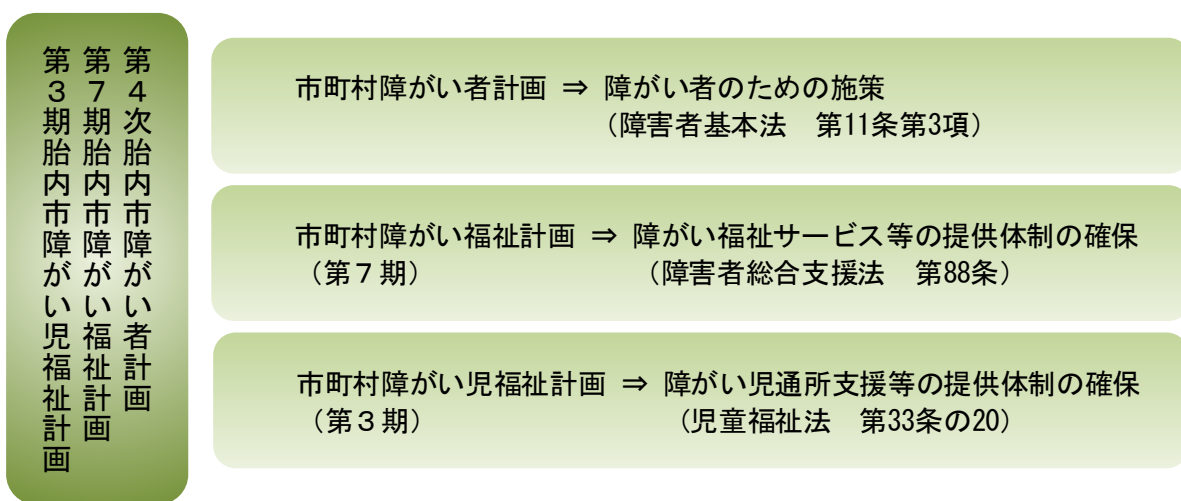 第４次胎内市障がい者計画
第７期胎内市障がい福祉計画
第３期胎内市障がい児福祉計画
市町村障がい者計画 ⇒ 障がい者のための施策
（障害者基本法　第11条第3項）
市町村障がい福祉計画 ⇒ 障がい福祉サービス等の提供体制の確保
（第７期）　（障害者総合支援法　第88条）
市町村障がい児福祉計画 ⇒ 障がい児通所支援等の提供体制の確保
（第３期）　（児童福祉法　第33条の20）